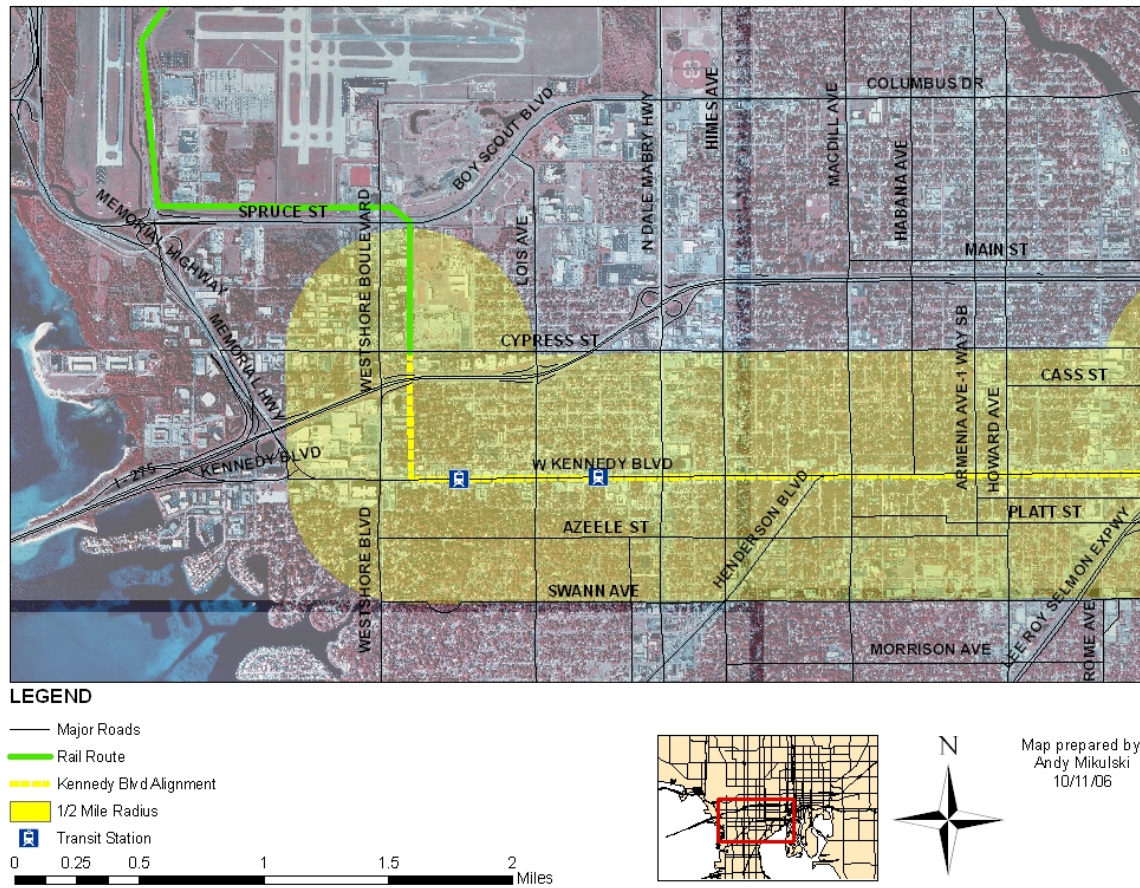 COLUMBUS DR
BOY SCOUT BLVD
N DALE MABRY HWY
HIMES AVE
MACDILL AVE
HABANA AVE
SPRUCE ST
MEMORIAL HIGHWAY
WESTSHORE BOULEVARD
LOIS AVE
MAIN ST
MEMORIAL HWY
CYPRESS ST
CASS ST
ARMENIA AVE-1 WAY SB
HOWARD AVE
I - 275
KENNEDY BLVD
W KENNEDY BLVD
HENDERSON BLVD
PLATT ST
AZEELE ST
WESTSHORE BLVD
SWANN AVE
LEE ROY SELMON EXPWY
MORRISON AVE
ROME AVE
LEGEND
Major Roads
Rail Route
Kennedy Blvd Alignment
1/2 Mile Radius
Transit Station
0 0.25 0.5 1 1.5 2
Miles
N
Map prepared by
Andy Mikulski
10/11/06